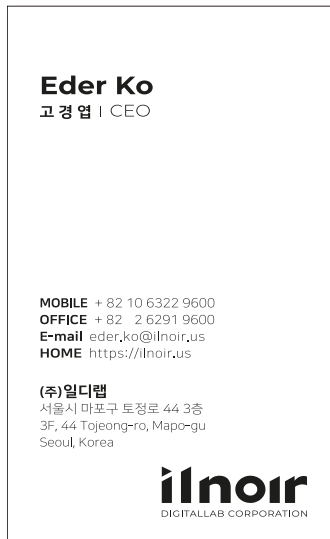 Eder Ko
고 경 엽 | CEO
MOBILE + 82 10 6322 9600
OFFICE + 82 2 6291 9600
E-mail eder.ko@ilnoir.us
HOME https://ilnoir.us
(주)일디랩
서울시 마포구 토정로 44 3층
3F, 44 Tojeong-ro, Mapo-gu
Seoul, Korea
ilnoir
DIGITALLAB CORPORATION